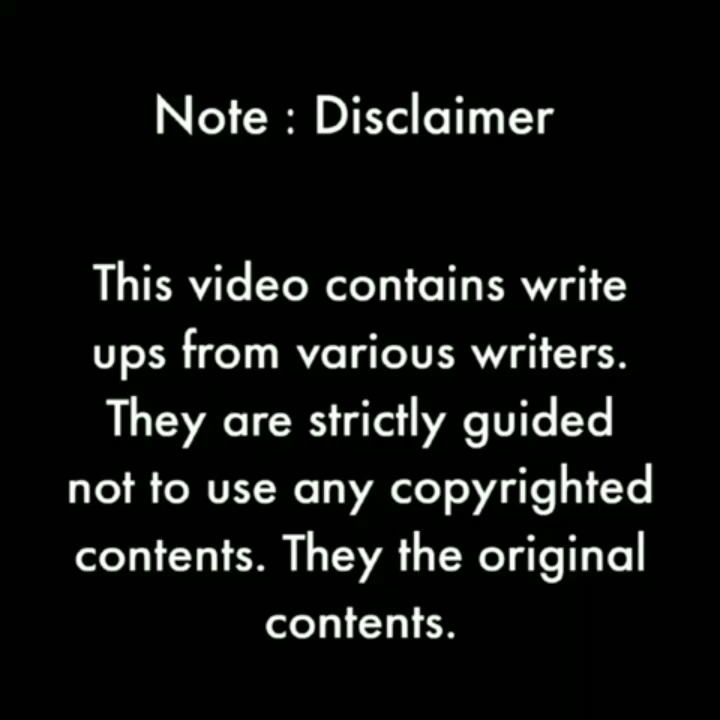 Note : Disclaimer
This video contains write
ups from various writers.
They are strictly guided
not to use any copyrighted
contents. They the original
contents.